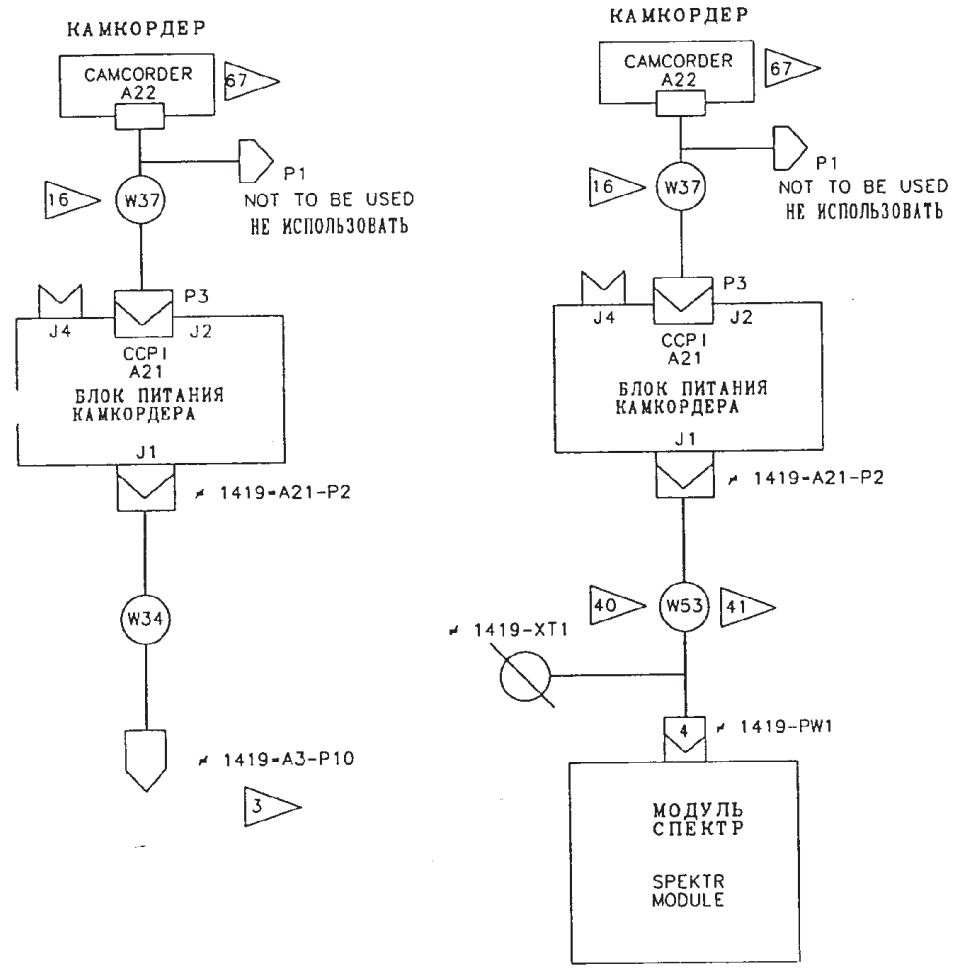 КАМКОРДЕР
CAMCORDER
A22
67
P1
16
W37
NOT TO BE USED
НЕ ИСПОЛЬЗОВАТЬ
P3
J4
J2
CCPI
A21
БЛОК ПИТАНИЯ
КАМКОРДЕРА
J1
1419-A21-P2
W34
1419-A3-P10
3
КАМКОРДЕР
CAMCORDER
A22
67
P1
16
W37
NOT TO BE USED
НЕ ИСПОЛЬЗОВАТЬ
P3
J4
J2
CCPI
A21
БЛОК ПИТАНИЯ
КАМКОРДЕРА
J1
1419-A21-P2
40
W53
41
1419-XT1
4
1419-PW1
МОДУЛЬ
СПЕКТР
SPEKTR
MODULE